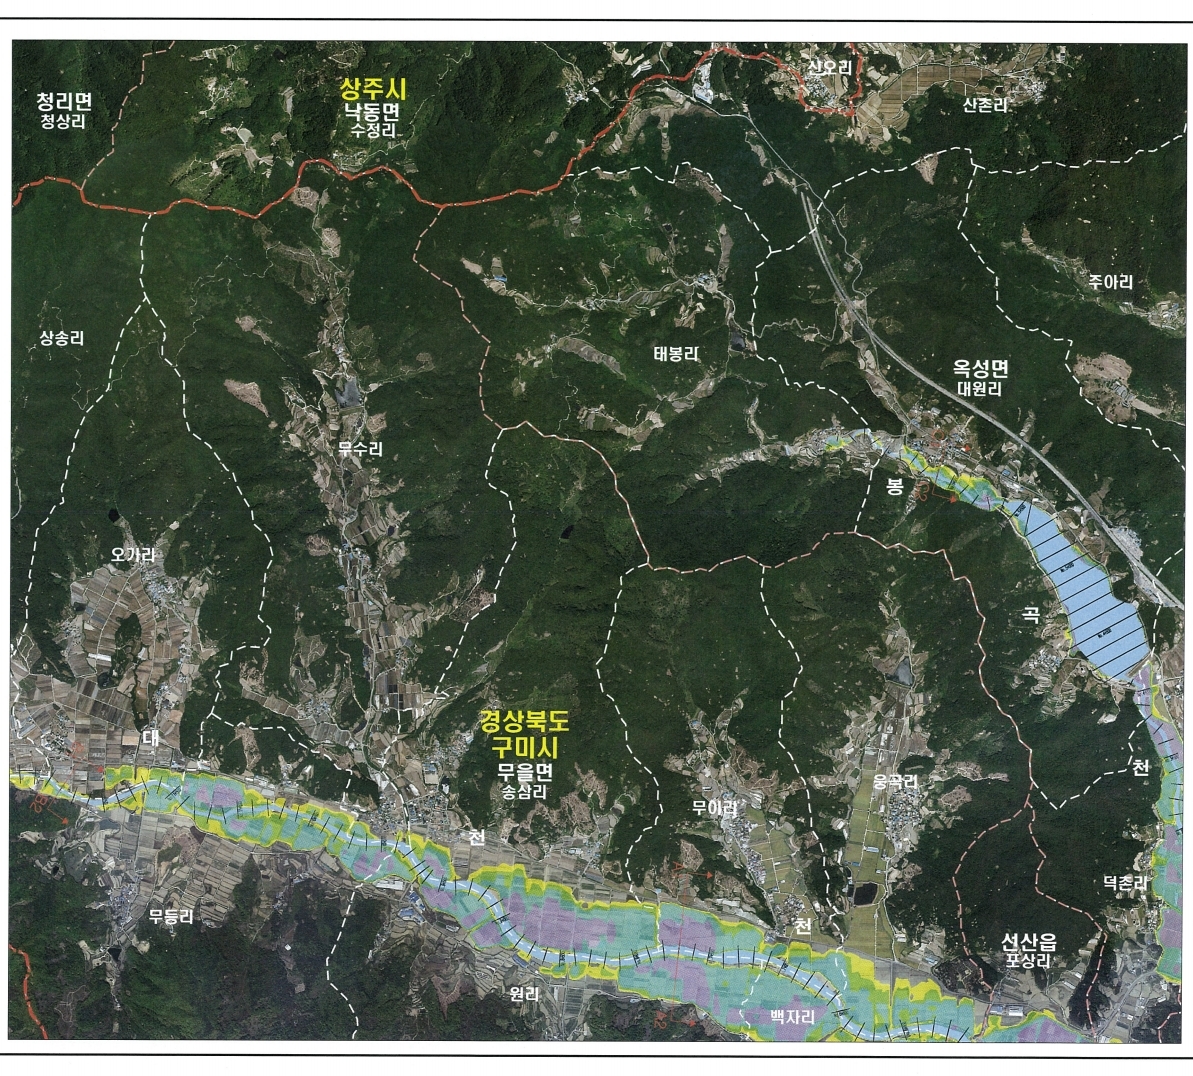 신오리
상주시
낙동면
수정리
청리면
청상리
산촌리
주아리
상송리
태봉리
옥성면
대원리
무수리
봉
오가리
곡
경상북도
구미시
무을면
송삼리
대
천
웅곡리
무이리
천
덕촌리
무등리
천
선산읍
포상리
원리
백자리